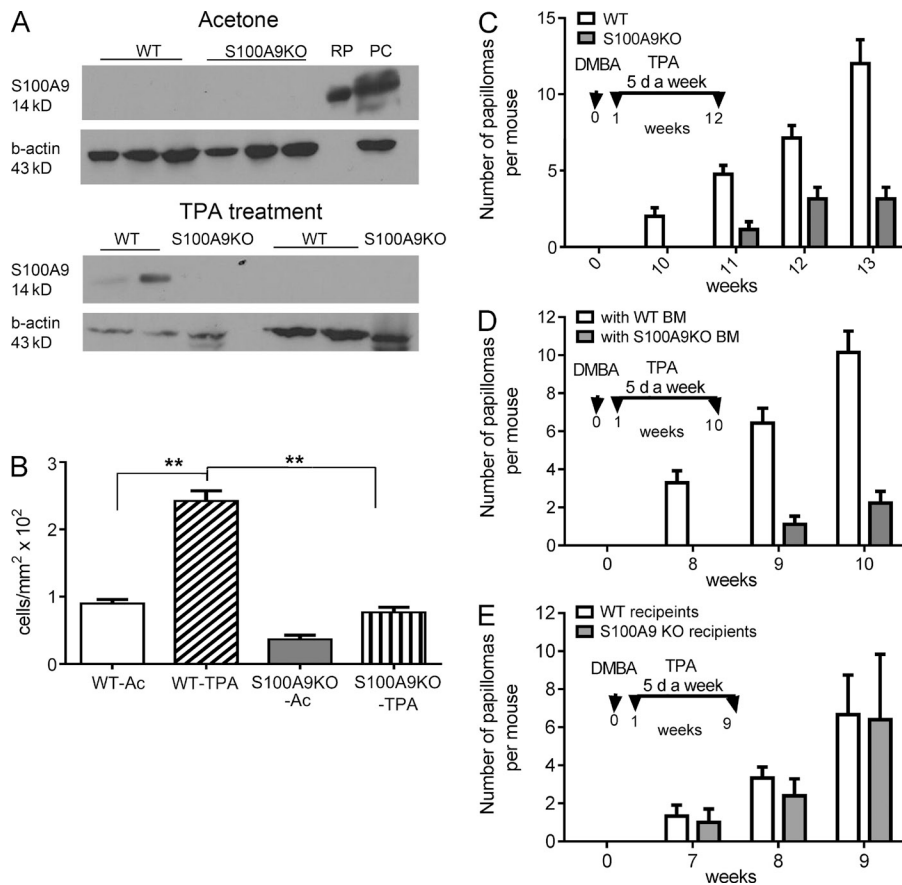 A
Acetone
WT S100A9KO RP PC
S100A9
14 kD
b-actin
43 kD
TPA treatment
WT S100A9KO WT S100A9KO
S100A9
14 kD
b-actin
43 kD
B
** **
3
2
1
0
cells/mm² x 10²
WT-Ac WT-TPA S100A9KO
-Ac S100A9KO
-TPA
C
WT
S100A9KO
DMBA TPA
5 d a week
0 1 12
weeks
15
10
5
0
Number of papillomas
per mouse
0 10 11 12 13
weeks
D
with WT BM
with S100A9KO BM
DMBA TPA
5 d a week
0 1 10
weeks
12
10
8
6
4
2
0
Number of papillomas
per mouse
0 8 9 10
weeks
E
WT recipeints
S100A9 KO recipients
DMBA TPA
5 d a week
0 1 9
weeks
12
10
8
6
4
2
0
Number of papillomas
per mouse
0 7 8 9
weeks